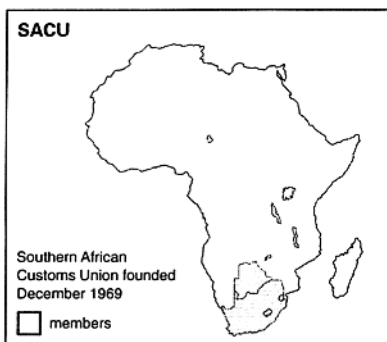 SACU
Southern African
Customs Union founded
December 1969
members